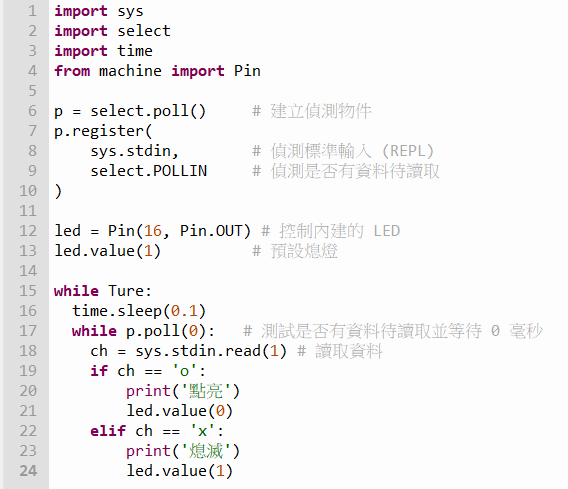 1 import sys
2 import select
3 import time
4 from machine import Pin
5
6 p = select.poll()     # 建立偵測物件
7 p.register(
8     sys.stdin,        # 偵測標準輸入 (REPL)
9     select.POLLIN     # 偵測是否有資料待讀取
10 )
11
12 led = Pin(16, Pin.OUT) # 控制內建的 LED
13 led.value(1)          # 預設熄燈
14
15 while Ture:
16   time.sleep(0.1)
17   while p.poll(0):   # 測試是否有資料待讀取並等待 0 毫秒
18     ch = sys.stdin.read(1) # 讀取資料
19     if ch == 'o':
20         print('點亮')
21         led.value(0)
22     elif ch == 'x':
23         print('熄滅')
24         led.value(1)